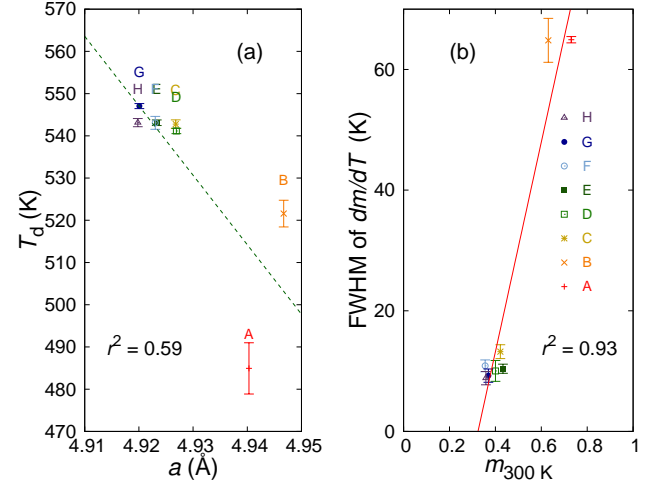 (a)
T_d (K)
570
560
550
540
530
520
510
500
490
480
470
G
H
F
E
C
D
B
A
r² = 0.59
4.91
4.92
4.93
4.94
4.95
a (Å)
(b)
FWHM of dm/dT (K)
60
40
20
0
H
G
F
E
D
C
B
A
r² = 0.93
0
0.2
0.4
0.6
0.8
1
m_300 K